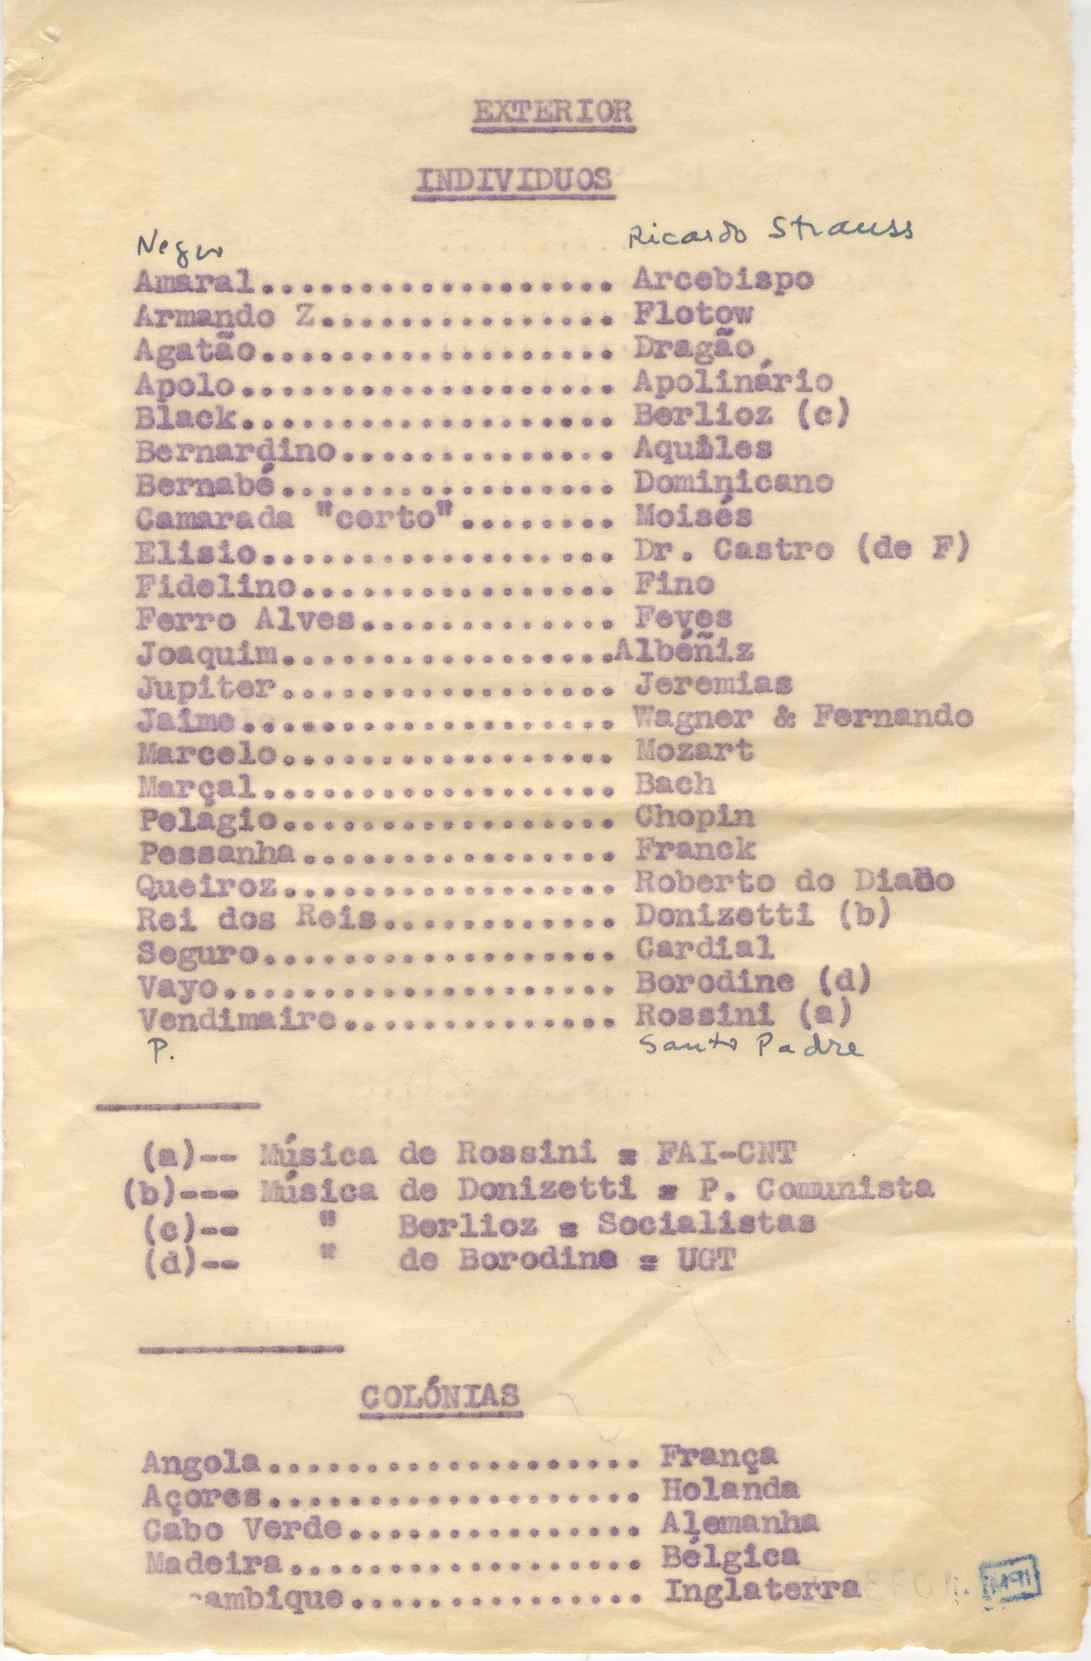 EXTERIOR
INDIVIDUOS
Negro Ricardo Strauss
Amaral.................. Arcebispo
Armando Z............... Flotow
Agatão.................. Dragão
Apolo................... Apolinário
Black................... Berlioz (c)
Bernardino.............. Aquiles
Bernabé................. Dominicano
Camarada "certo"........ Moisés
Elisio.................. Dr. Castro (de F)
Fidelino................ Fino
Ferro Alves............. Feves
Joaquim.................Albéñiz
Jupiter................. Jeremias
Jaime................... Wagner & Fernando
Marcelo................. Mozart
Marçal.................. Bach
Pelagio................. Chopin
Pessanha................ Franck
Queiroz................. Roberto do Diabo
Rei dos Reis............ Donizetti (b)
Seguro.................. Cardial
Vayo.................... Borodine (d)
Vendimaire.............. Rossini (a)
P. Santo Padre
(a)-- Música de Rossini = FAI-CNT
(b)--- Música de Donizetti = P. Comunista
(c)-- " Berlioz = Socialistas
(d)-- " de Borodine = UGT
COLÓNIAS
Angola................... França
Açores................... Holanda
Cabo Verde............... Alemanha
Madeira.................. Bélgica
ambique............... Inglaterra